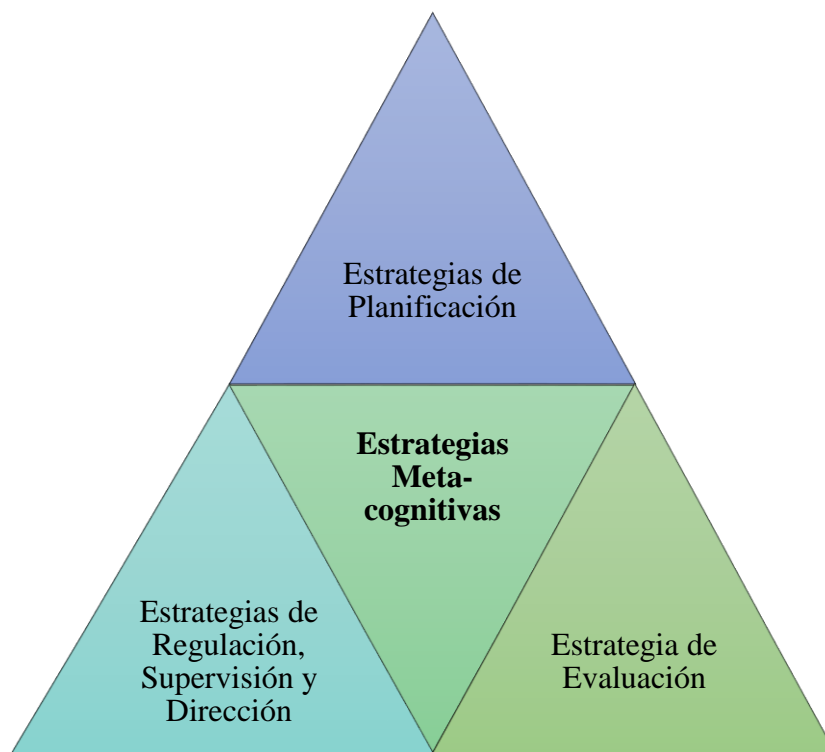 Estrategias de
Planificación
Estrategias
Meta-
cognitivas
Estrategias de
Regulación,
Supervisión y
Dirección
Estrategia de
Evaluación